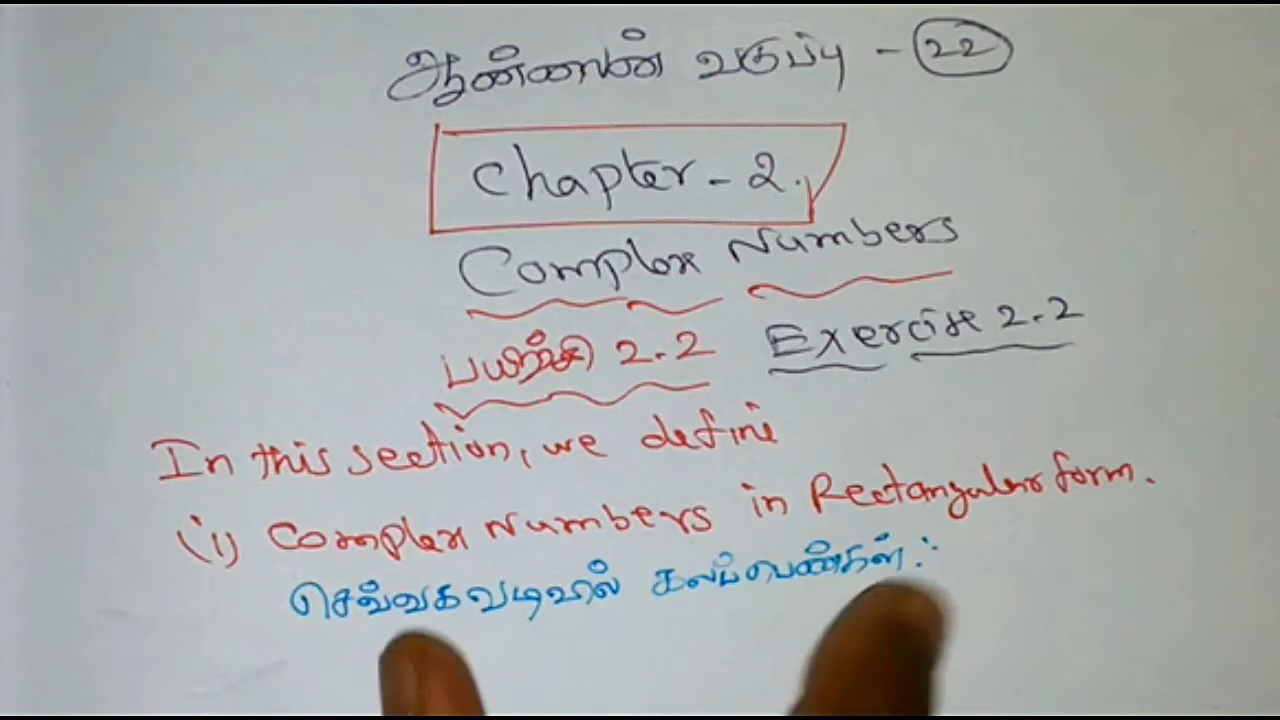 ஆன்லைன் வகுப்பு - 22
Chapter - 2.
Complex Numbers
பயிற்சி 2.2 Exercise 2.2
In this section, we define
(i) Complex Numbers in Rectangular form.
செவ்வக வடிவில் கலப்பெண்கள் :